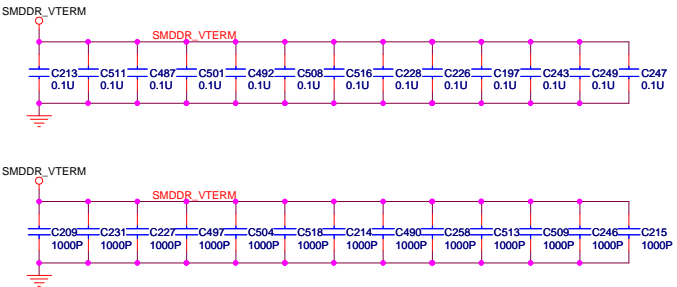 SMDDR_VTERM
SMDDR_VTERM
C213 C511 C487 C501 C492 C508 C516 C228 C226 C197 C243 C249 C247
0.1U 0.1U 0.1U 0.1U 0.1U 0.1U 0.1U 0.1U 0.1U 0.1U 0.1U 0.1U 0.1U
SMDDR_VTERM
SMDDR_VTERM
C209 C231 C227 C497 C504 C518 C214 C490 C258 C513 C509 C246 C215
1000P 1000P 1000P 1000P 1000P 1000P 1000P 1000P 1000P 1000P 1000P 1000P 1000P